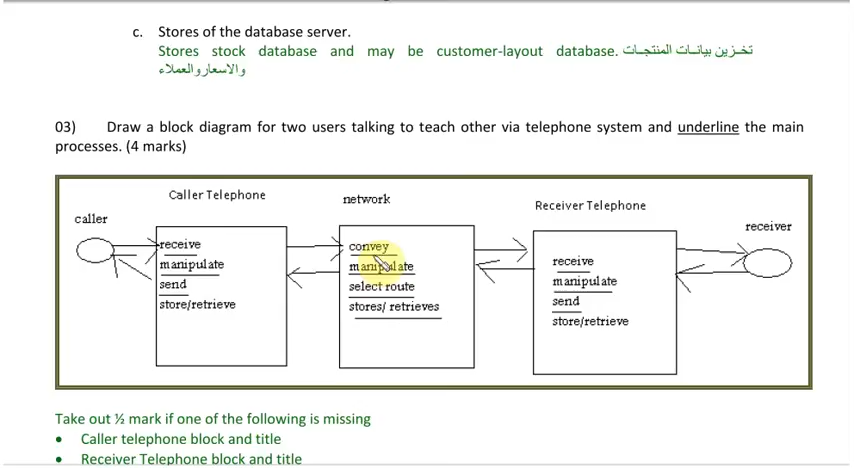 c. Stores of the database server.
Stores stock database and may be customer-layout database. تخـزين بيانـات المنتجـات
والاسعاروالعملاء
03) Draw a block diagram for two users talking to teach other via telephone system and underline the main
processes. (4 marks)
Caller Telephone
network
Receiver Telephone
caller
receiver
receive
manipulate
send
store/retrieve
convey
manipulate
select route
stores/ retrieves
receive
manipulate
send
store/retrieve
Take out ½ mark if one of the following is missing
• Caller telephone block and title
• Receiver Telephone block and title